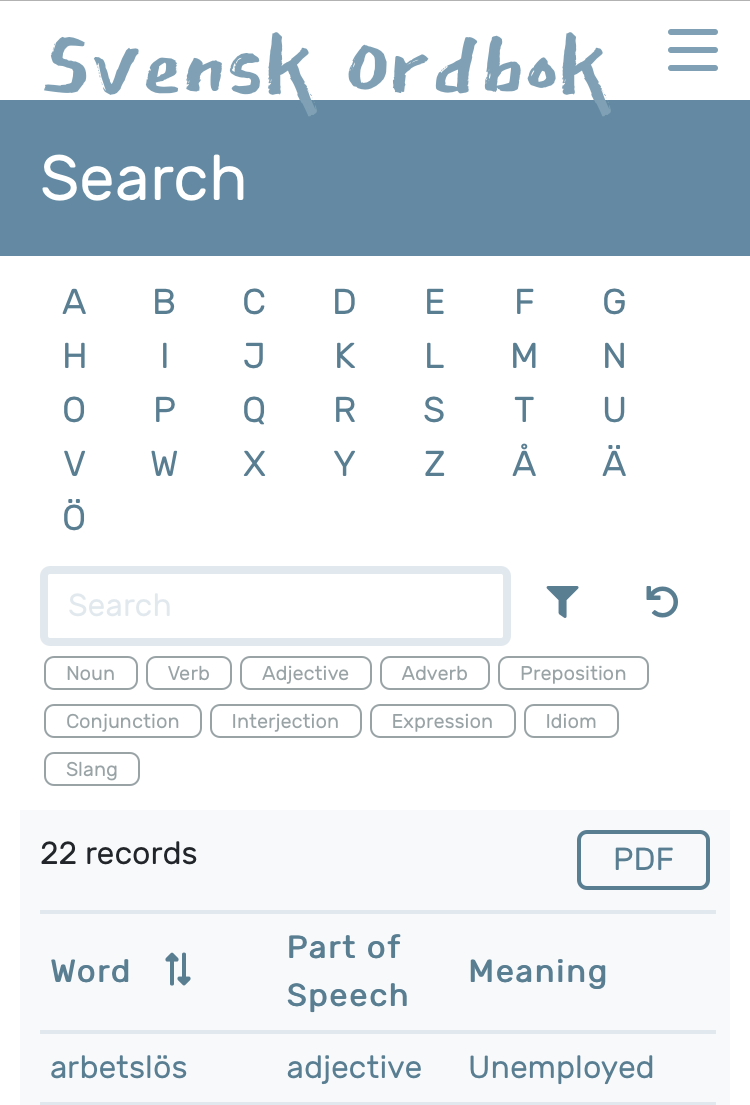 Svensk Ordbok
Search
A B C D E F G
H I J K L M N
O P Q R S T U
V W X Y Z Å Ä
Ö
Search
Noun Verb Adjective Adverb Preposition
Conjunction Interjection Expression Idiom
Slang
22 records PDF
Word Part of Speech Meaning
arbetslös adjective Unemployed